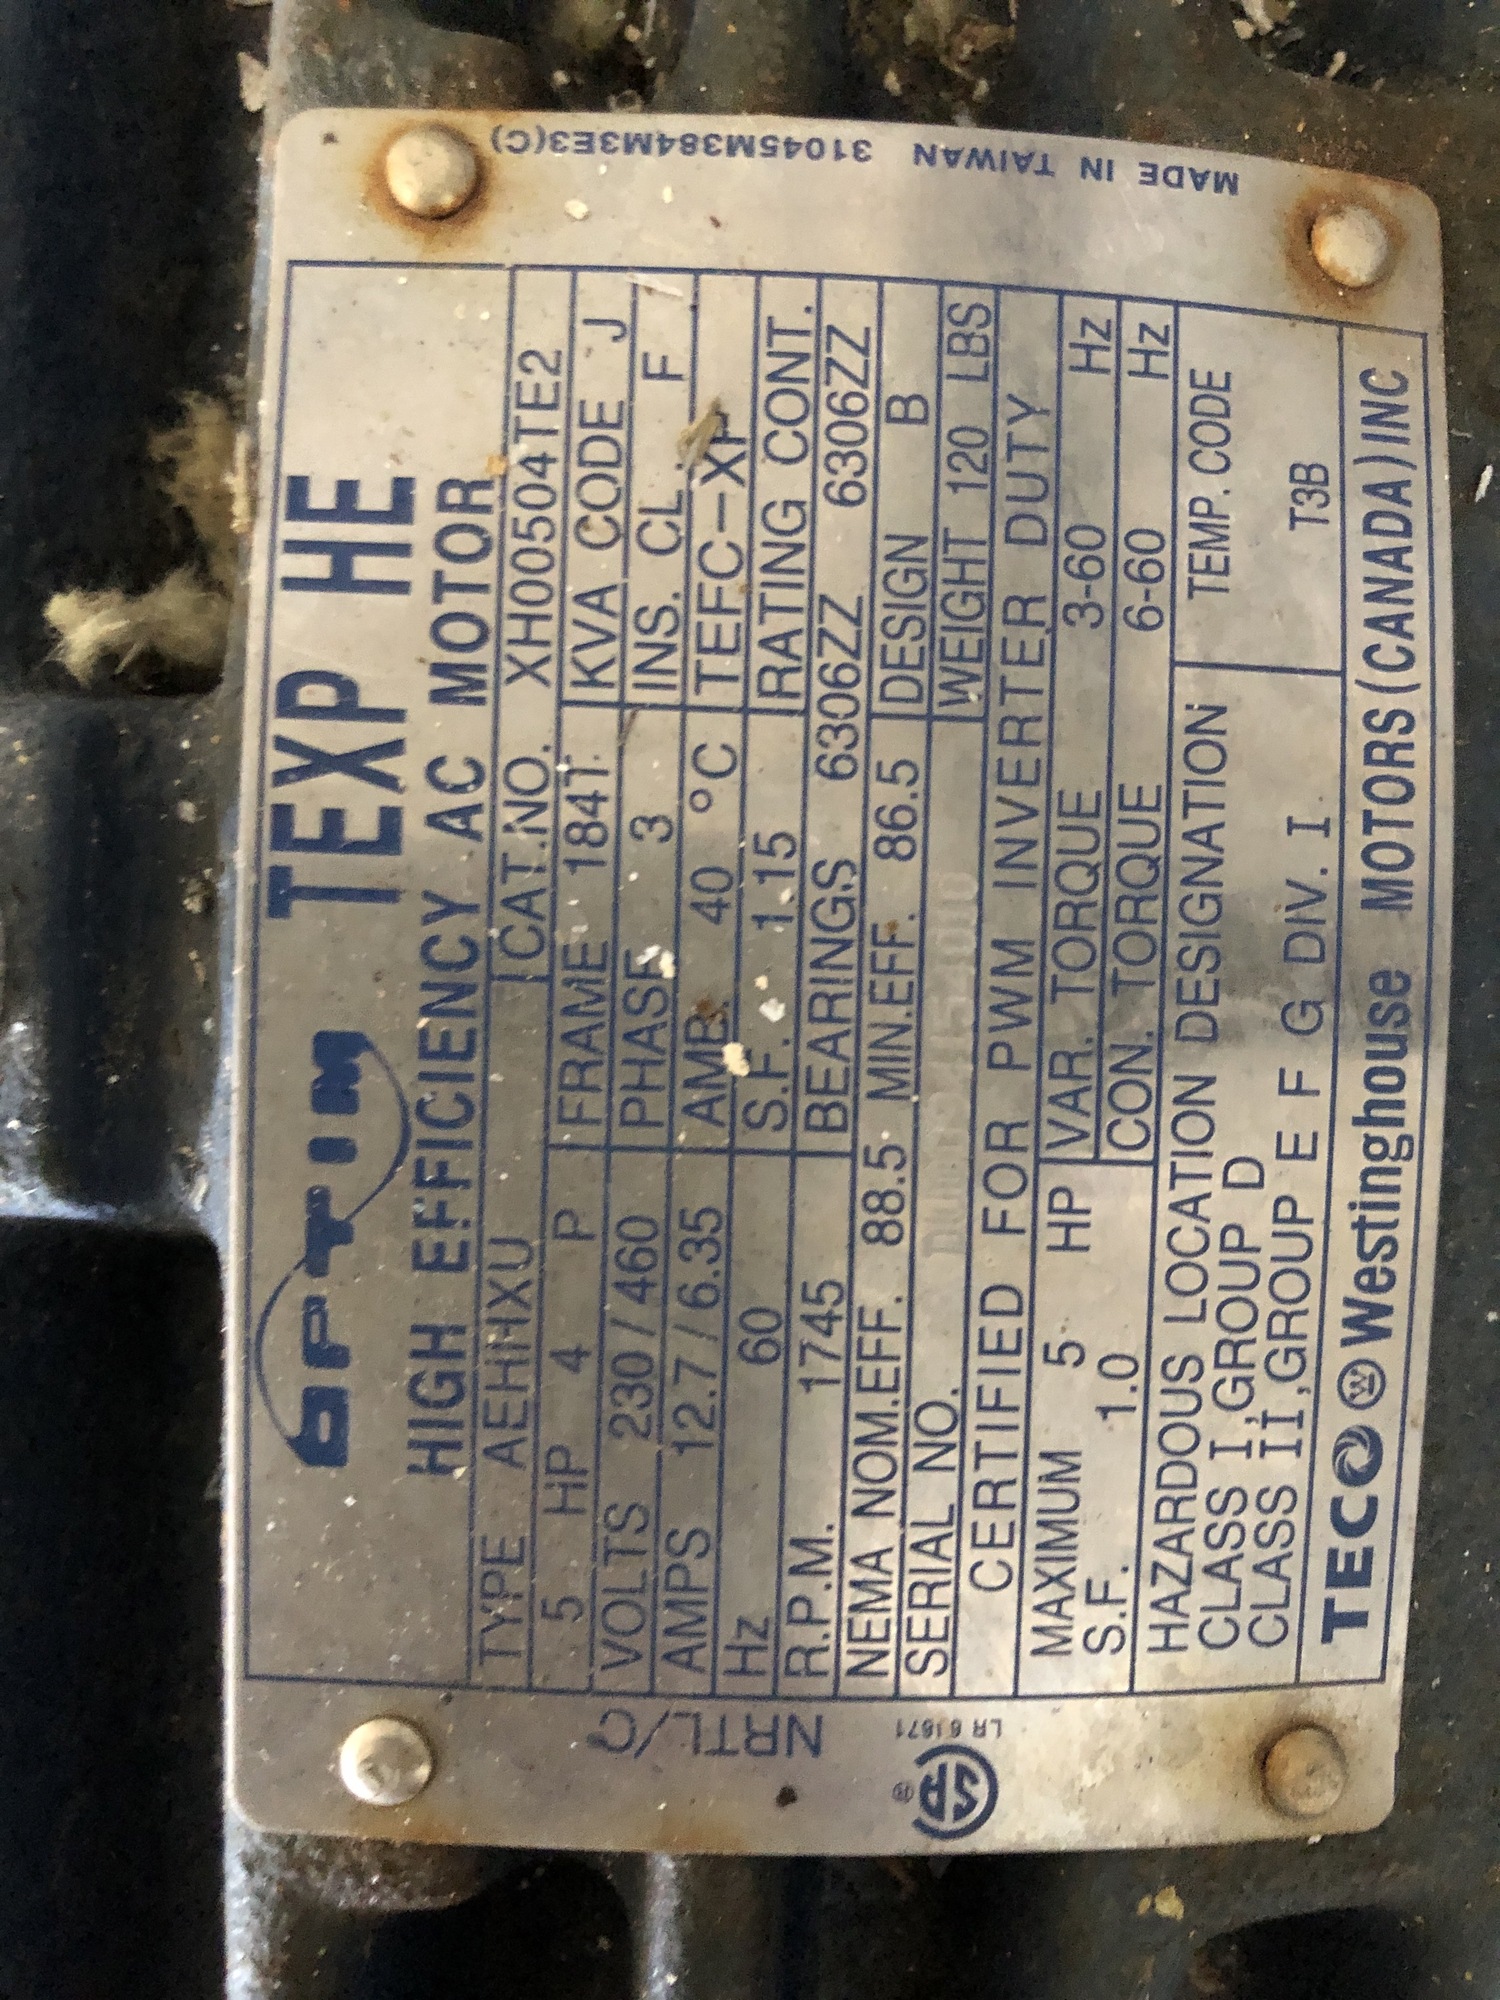 OPTIM TEXP HE
HIGH EFFICIENCY AC MOTOR
TYPE AEHHXU CAT.NO. XH00504TE2
5 HP 4 P FRAME 184T KVA CODE J
VOLTS 230 / 460 PHASE 3 INS. CL. F
AMPS 12.7 / 6.35 AMB. 40 °C TEFC-XP
Hz 60 S.F. 1.15 RATING CONT.
R.P.M. 1745 BEARINGS 6306ZZ 6306ZZ
NEMA NOM.EFF. 88.5 MIN.EFF. 86.5 DESIGN B
SERIAL NO. WEIGHT 120 LBS
CERTIFIED FOR PWM INVERTER DUTY
MAXIMUM 5 HP VAR. TORQUE 3-60 Hz
S.F. 1.0 CON. TORQUE 6-60 Hz
HAZARDOUS LOCATION DESIGNATION TEMP. CODE
CLASS I,GROUP D
CLASS II,GROUP E F G DIV. I T3B
TECO W Westinghouse MOTORS(CANADA)INC
NRTL/C
LR 61671
® SP
MADE IN TAIWAN 31045M384M3E3(C)